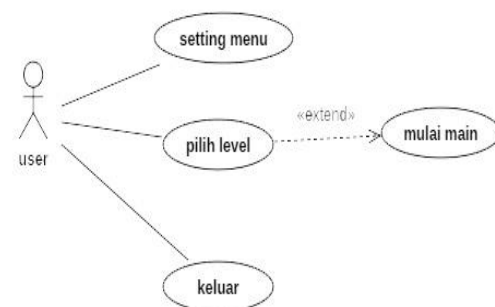 setting menu
«extend»
pilih level
mulai main
user
keluar